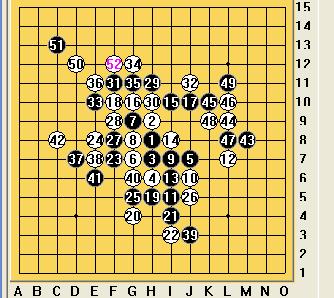 15
14
51 13
50 52 34 12
36 31 35 29 32 49 11
33 18 16 30 15 17 45 46 10
28 7 2 48 44 9
42 24 27 8 1 14 47 43 8
37 38 23 6 3 9 5 12 7
41 40 4 13 10 6
25 19 11 26 5
20 21 4
22 39 3
2
1
A B C D E F G H I J K L M N O